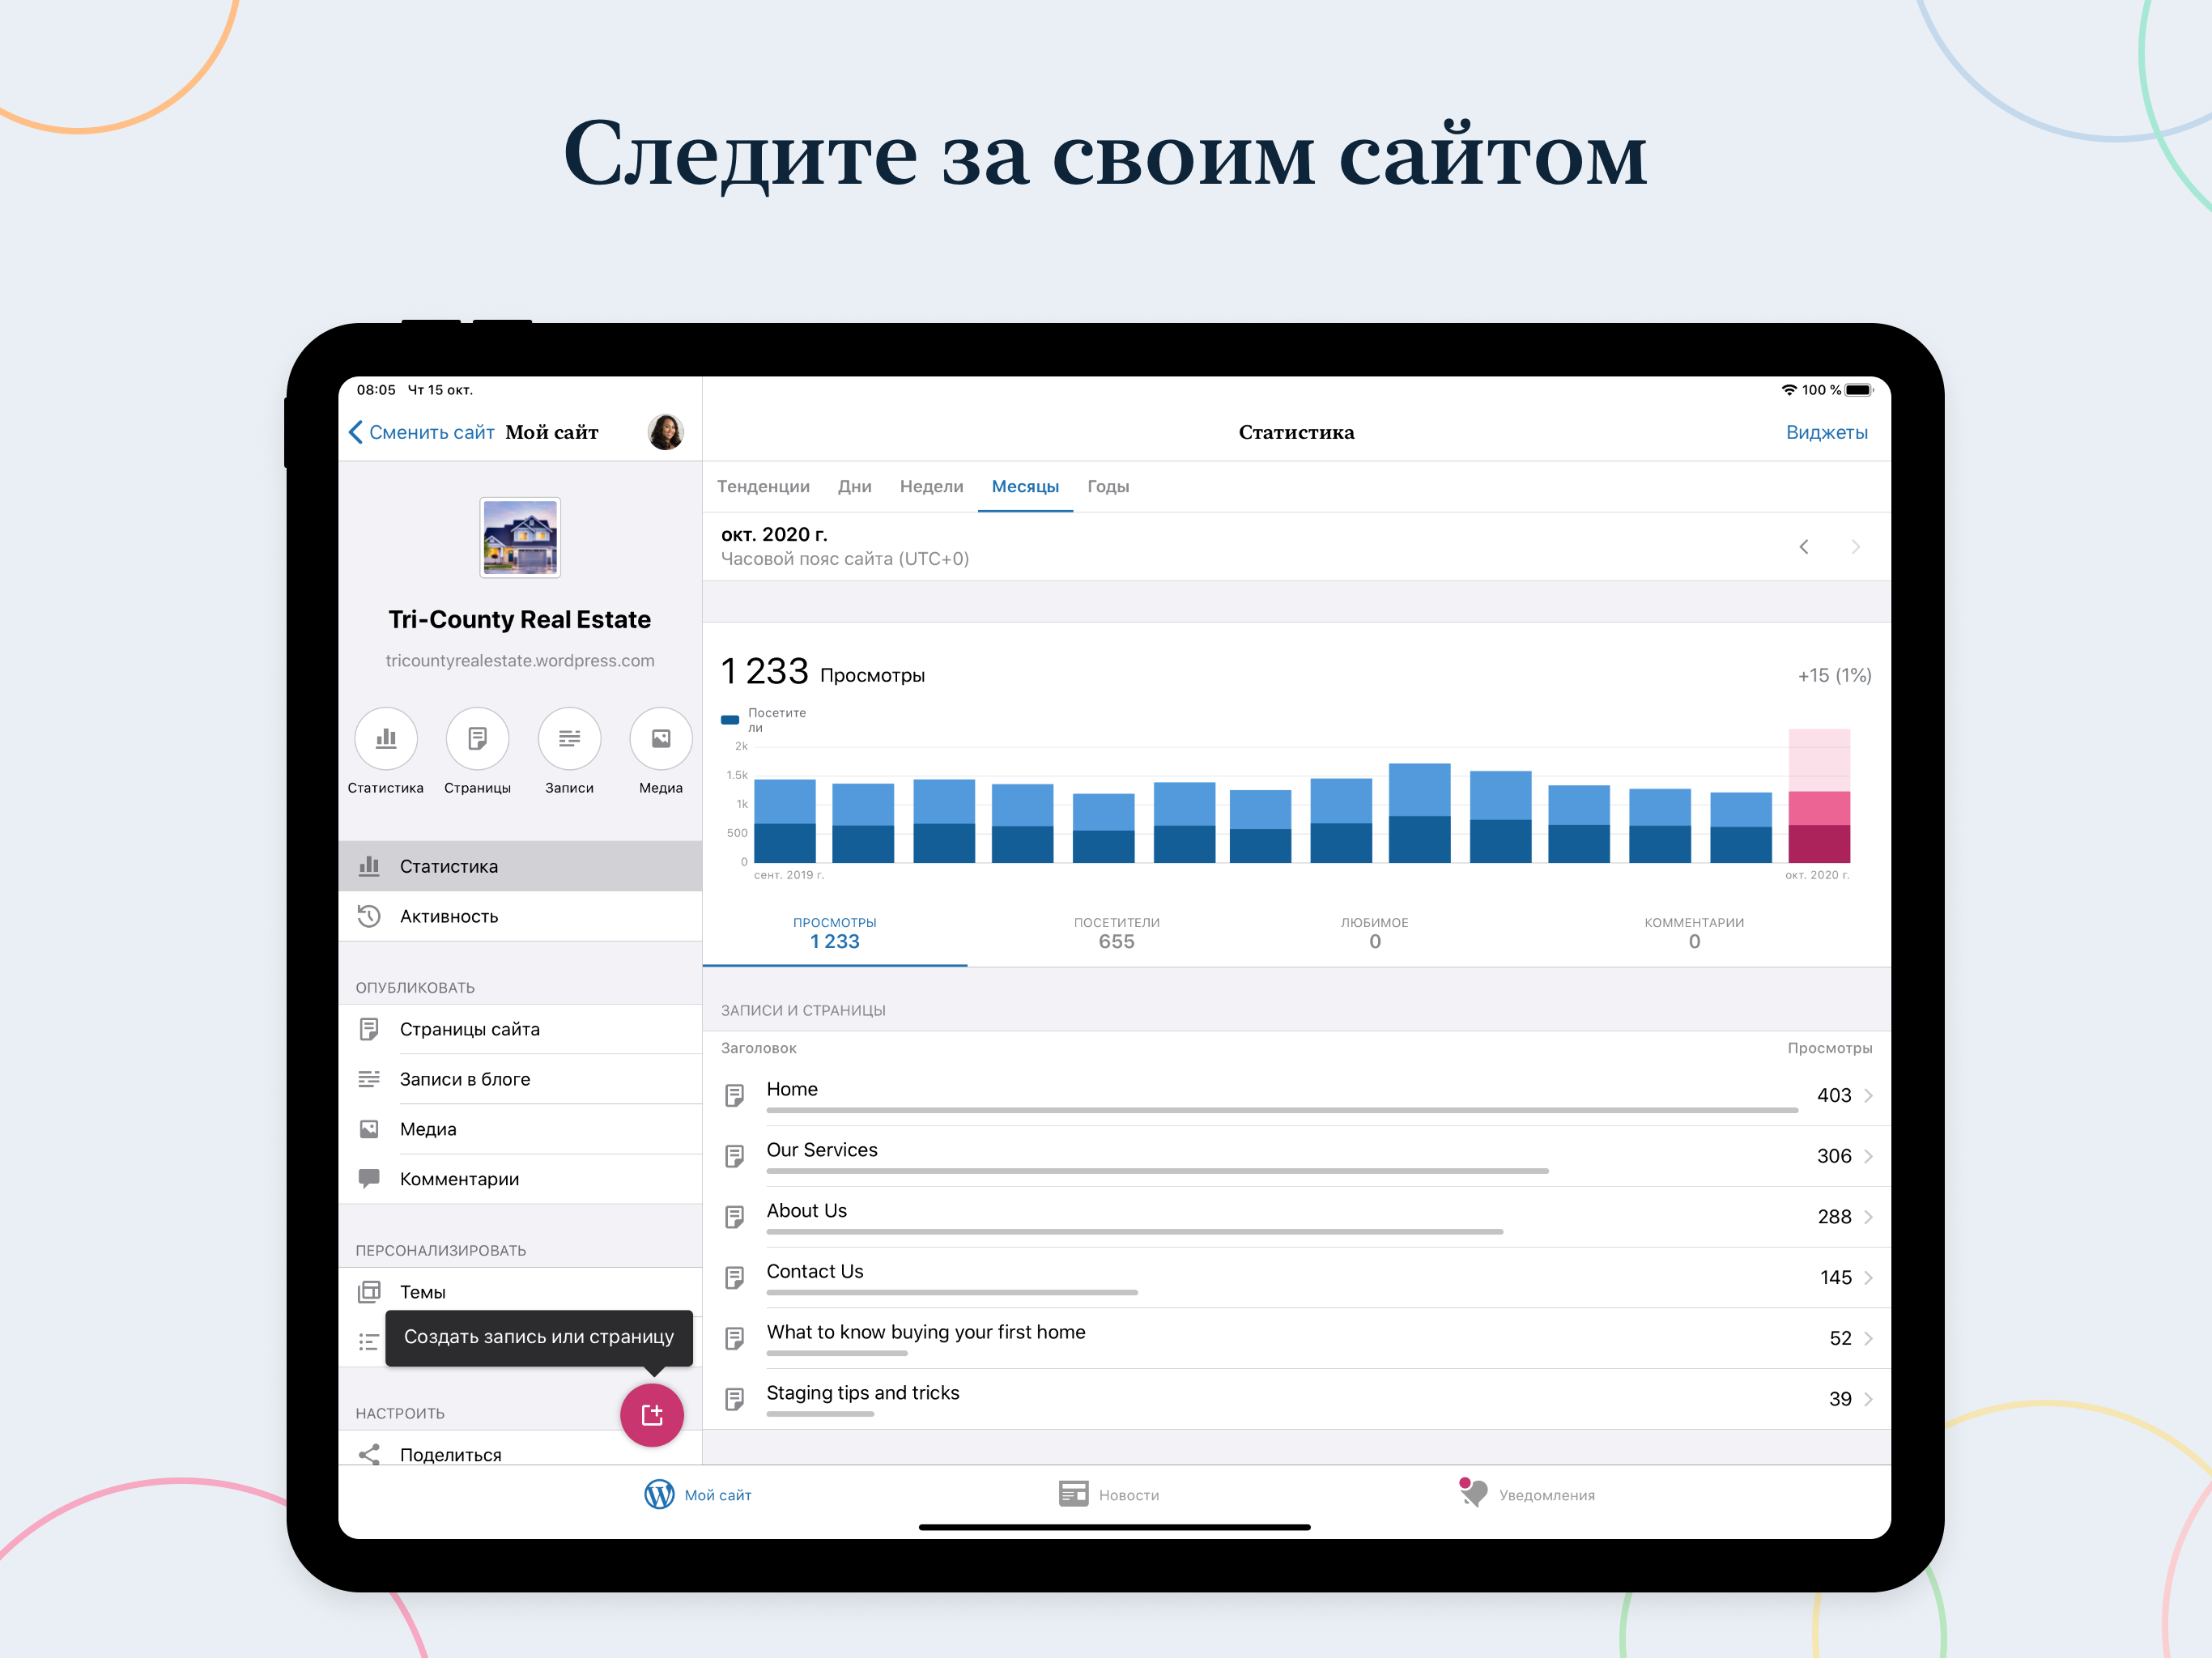 Следите за своим сайтом
08:05 Чт 15 окт.
100 %
Сменить сайт Мой сайт
Статистика
Виджеты
Tri-County Real Estate
tricountyrealestate.wordpress.com
Статистика Страницы Записи Медиа
Статистика
Активность
ОПУБЛИКОВАТЬ
Страницы сайта
Записи в блоге
Медиа
Комментарии
ПЕРСОНАЛИЗИРОВАТЬ
Темы
Создать запись или страницу
НАСТРОИТЬ
Поделиться
Тенденции Дни Недели Месяцы Годы
окт. 2020 г.
Часовой пояс сайта (UTC+0)
1 233 Просмотры
+15 (1%)
Посетите
ли
2k
1.5k
1k
500
0
сент. 2019 г. окт. 2020 г.
ПРОСМОТРЫ ПОСЕТИТЕЛИ ЛЮБИМОЕ КОММЕНТАРИИ
1 233 655 0 0
ЗАПИСИ И СТРАНИЦЫ
Заголовок Просмотры
Home 403
Our Services 306
About Us 288
Contact Us 145
What to know buying your first home 52
Staging tips and tricks 39
Мой сайт Новости Уведомления